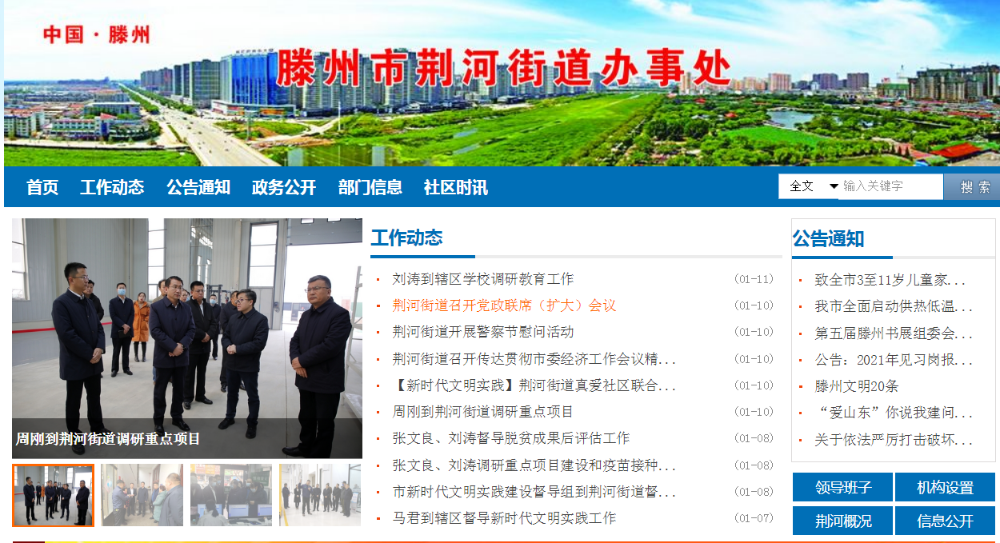 中国·滕州
滕州市荆河街道办事处
首页 工作动态 公告通知 政务公开 部门信息 社区时讯
全文 输入关键字 搜 索
周刚到荆河街道调研重点项目
工作动态
刘涛到辖区学校调研教育工作 (01-11)
荆河街道召开党政联席（扩大）会议 (01-10)
荆河街道开展警察节慰问活动 (01-10)
荆河街道召开传达贯彻市委经济工作会议精... (01-10)
【新时代文明实践】荆河街道真爱社区联合... (01-10)
周刚到荆河街道调研重点项目 (01-10)
张文良、刘涛督导脱贫成果后评估工作 (01-08)
张文良、刘涛调研重点项目建设和疫苗接种... (01-08)
市新时代文明实践建设督导组到荆河街道督... (01-08)
马君到辖区督导新时代文明实践工作 (01-07)
公告通知
致全市3至11岁儿童家...
我市全面启动供热低温...
第五届滕州书展组委会...
公告：2021年见习岗报...
滕州文明20条
“爱山东”你说我建问...
关于依法严厉打击破坏...
领导班子 机构设置
荆河概况 信息公开